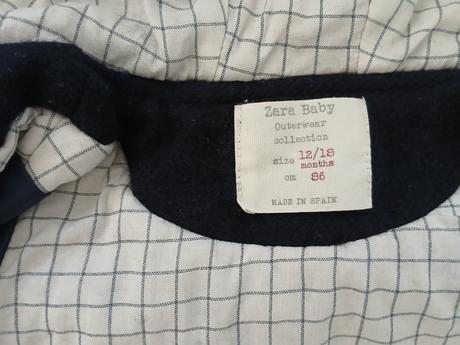 Zara Baby
Outerwear
collection
size 12/18
months
cm 86
MADE IN SPAIN